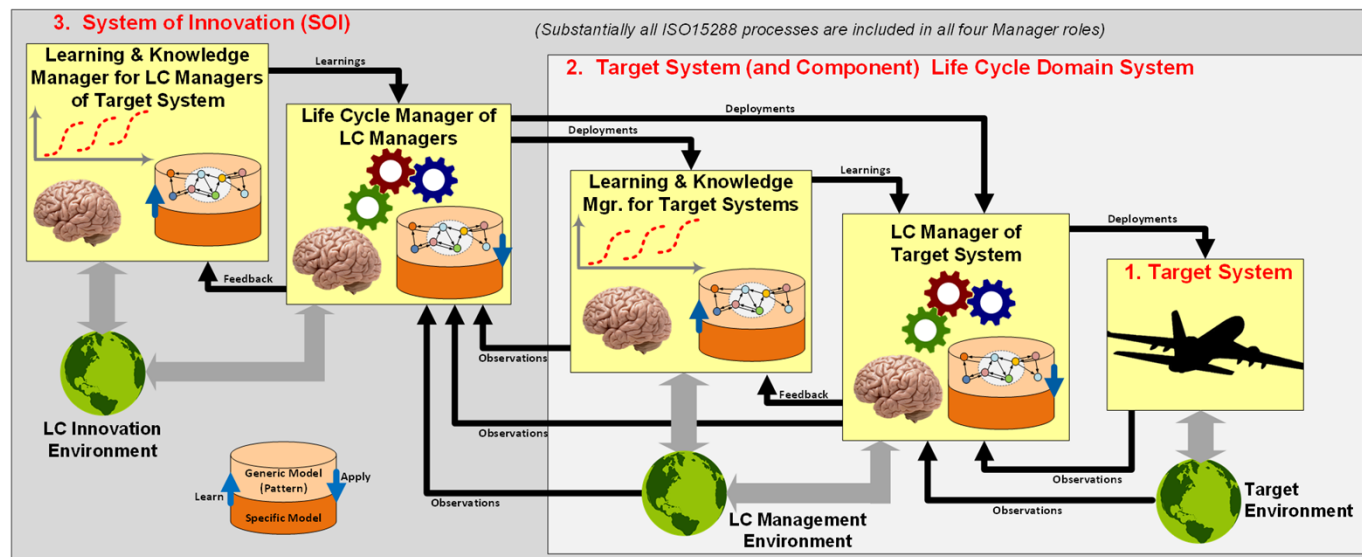 3. System of Innovation (SOI)
(Substantially all ISO15288 processes are included in all four Manager roles)
Learning & Knowledge
Manager for LC Managers
of Target System
Learnings
2. Target System (and Component) Life Cycle Domain System
Life Cycle Manager of
LC Managers
Deployments
Deployments
Learning & Knowledge
Mgr. for Target Systems
Learnings
LC Manager of
Target System
Deployments
1. Target System
Feedback
Observations
Feedback
Observations
Observations
Observations
Observations
LC Innovation
Environment
Generic Model
(Pattern)
Learn
Apply
Specific Model
LC Management
Environment
Target
Environment